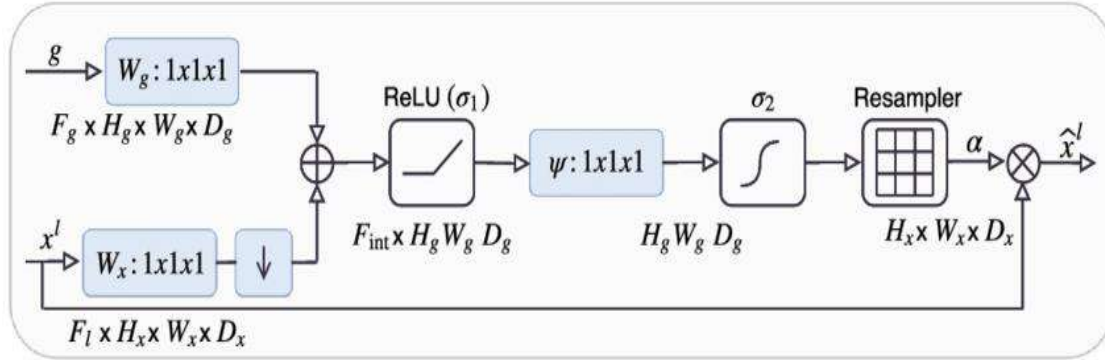 g
W_g : 1x1x1
F_g x H_g x W_g x D_g
x^l
W_x : 1x1x1
↓
F_l x H_x x W_x x D_x
ReLU (σ_1)
F_int x H_g W_g D_g
ψ : 1x1x1
σ_2
H_g W_g D_g
Resampler
α
H_x x W_x x D_x
x̂^l